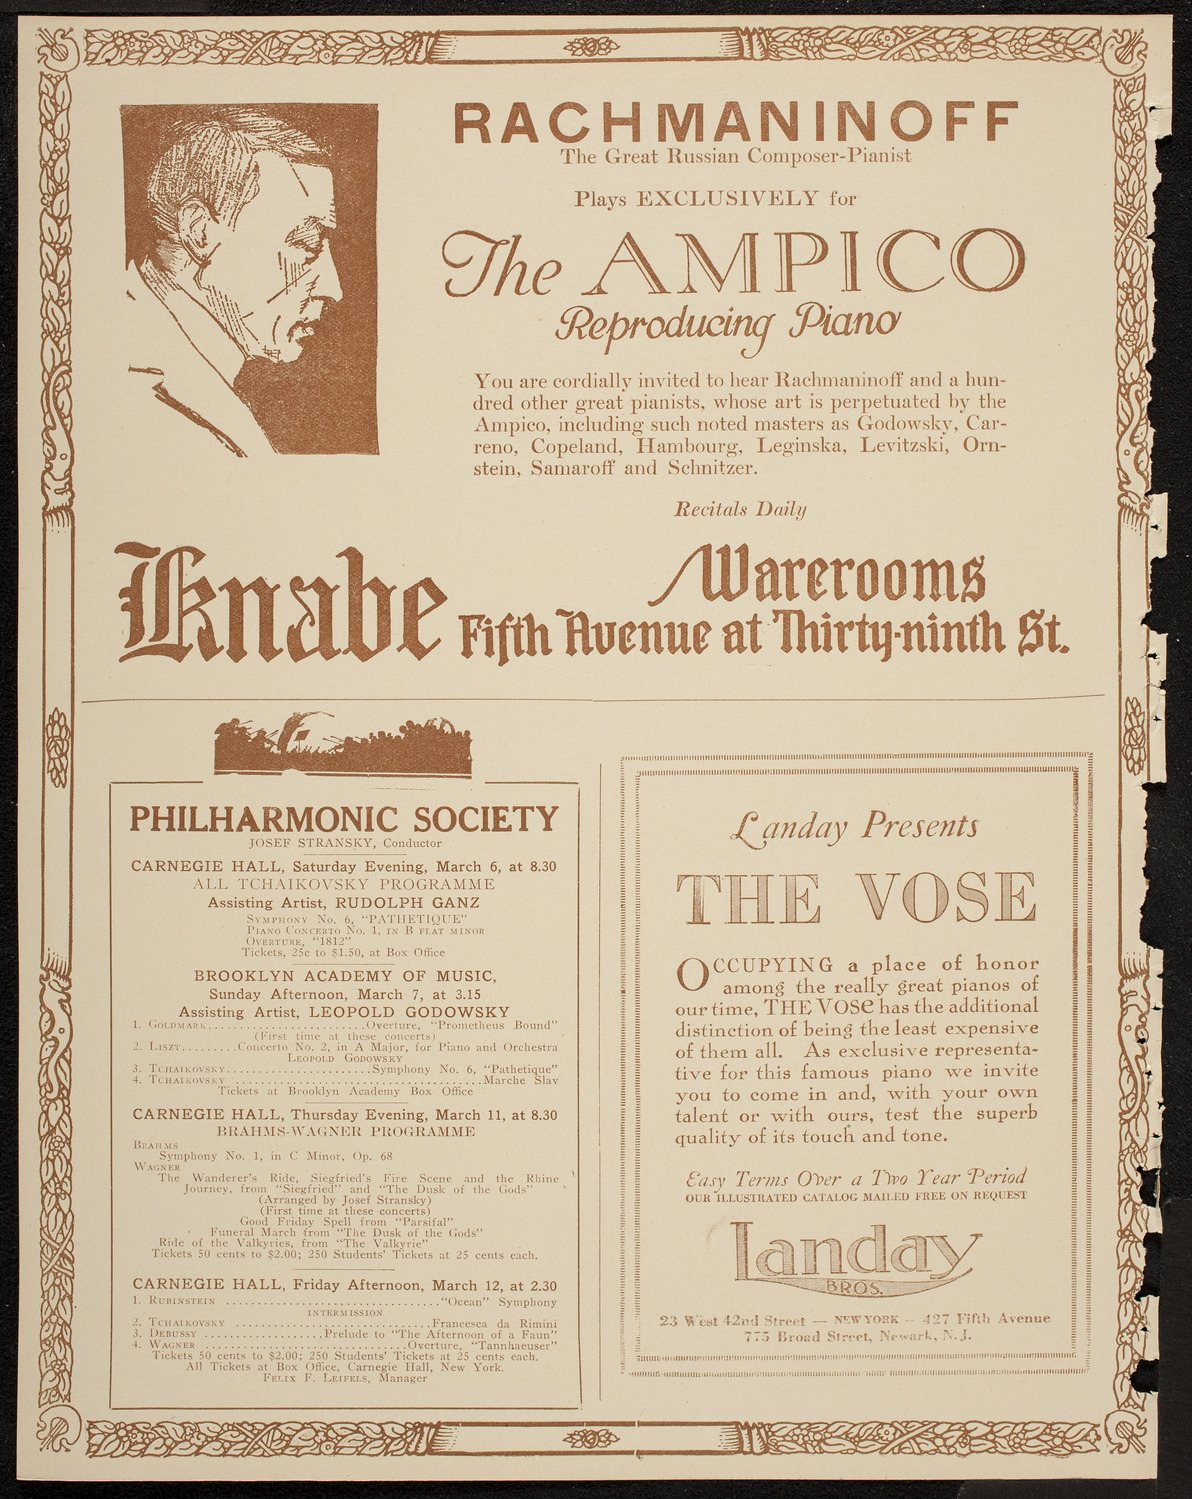 RACHMANINOFF
The Great Russian Composer-Pianist
Plays EXCLUSIVELY for
The AMPICO
Reproducing Piano
You are cordially invited to hear Rachmaninoff and a hun-
dred other great pianists, whose art is perpetuated by the
Ampico, including such noted masters as Godowsky, Car-
reno, Copeland, Hambourg, Leginska, Levitzski, Orn-
stein, Samaroff and Schnitzer.
Recitals Daily
Knabe Warerooms
Fifth Avenue at Thirty-ninth St.
PHILHARMONIC SOCIETY
JOSEF STRANSKY, Conductor
CARNEGIE HALL, Saturday Evening, March 6, at 8.30
ALL TCHAIKOVSKY PROGRAMME
Assisting Artist, RUDOLPH GANZ
SYMPHONY NO. 6, "PATHETIQUE"
PIANO CONCERTO NO. 1, IN B FLAT MINOR
OVERTURE, "1812"
Tickets, 25c to $1.50, at Box Office
BROOKLYN ACADEMY OF MUSIC,
Sunday Afternoon, March 7, at 3.15
Assisting Artist, LEOPOLD GODOWSKY
1. GOLDMARK.........................Overture, "Prometheus Bound"
(First time at these concerts)
2. LISZT.........Concerto No. 2, in A Major, for Piano and Orchestra
LEOPOLD GODOWSKY
3. TCHAIKOVSKY.......................Symphony No. 6, "Pathetique"
4. TCHAIKOVSKY ........................................Marche Slav
Tickets at Brooklyn Academy Box Office
CARNEGIE HALL, Thursday Evening, March 11, at 8.30
BRAHMS-WAGNER PROGRAMME
BRAHMS
Symphony No. 1, in C Minor, Op. 68
WAGNER
The Wanderer's Ride, Siegfried's Fire Scene and the Rhine
Journey, from "Siegfried" and "The Dusk of the Gods"
(Arranged by Josef Stransky)
(First time at these concerts)
Good Friday Spell from "Parsifal"
Funeral March from "The Dusk of the Gods"
Ride of the Valkyries, from "The Valkyrie"
Tickets 50 cents to $2.00; 250 Students' Tickets at 25 cents each.
CARNEGIE HALL, Friday Afternoon, March 12, at 2.30
1. RUBINSTEIN ..................................."Ocean" Symphony
INTERMISSION
2. TCHAIKOVSKY ...............................Francesca da Rimini
3. DEBUSSY ...................Prelude to "The Afternoon of a Faun"
4. WAGNER ................................Overture, "Tannhaeuser"
Tickets 50 cents to $2.00; 250 Students' Tickets at 25 cents each.
All Tickets at Box Office, Carnegie Hall, New York.
FELIX F. LEIFELS, Manager
Landay Presents
THE VOSE
OCCUPYING a place of honor
among the really great pianos of
our time, THE VOSE has the additional
distinction of being the least expensive
of them all. As exclusive representa-
tive for this famous piano we invite
you to come in and, with your own
talent or with ours, test the superb
quality of its touch and tone.
Easy Terms Over a Two Year Period
OUR ILLUSTRATED CATALOG MAILED FREE ON REQUEST
Landay
BROS.
23 West 42nd Street — NEW YORK -- 427 Fifth Avenue
775 Broad Street, Newark, N. J.